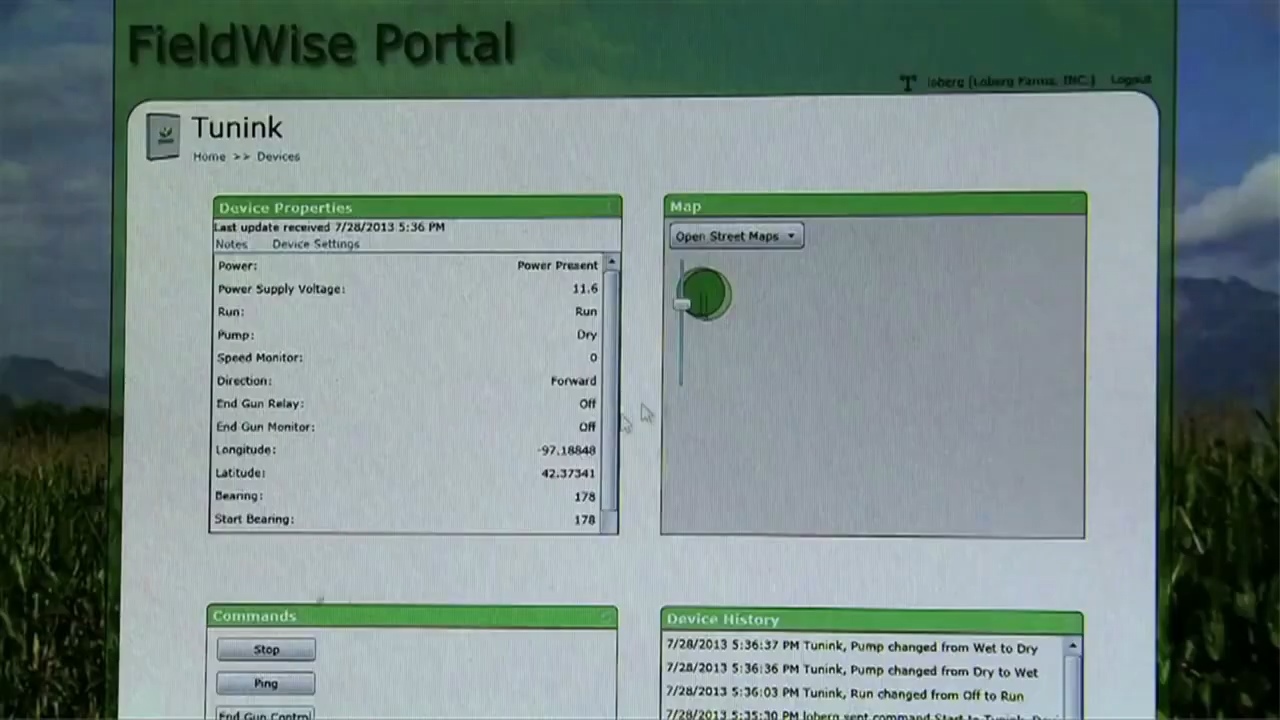 FieldWise Portal
loberg [Loberg Farms, INC.] Logout
Tunink
Home >> Devices
Device Properties
Last update received 7/28/2013 5:36 PM
Notes Device Settings
Power: Power Present
Power Supply Voltage: 11.6
Run: Run
Pump: Dry
Speed Monitor: 0
Direction: Forward
End Gun Relay: Off
End Gun Monitor: Off
Longitude: -97.18848
Latitude: 42.37341
Bearing: 178
Start Bearing: 178
Map
Open Street Maps
Commands
Stop
Ping
End Gun Control
Device History
7/28/2013 5:36:37 PM Tunink, Pump changed from Wet to Dry
7/28/2013 5:36:36 PM Tunink, Pump changed from Dry to Wet
7/28/2013 5:36:03 PM Tunink, Run changed from Off to Run
7/28/2013 5:35:30 PM loberg sent command Start to Tunink,